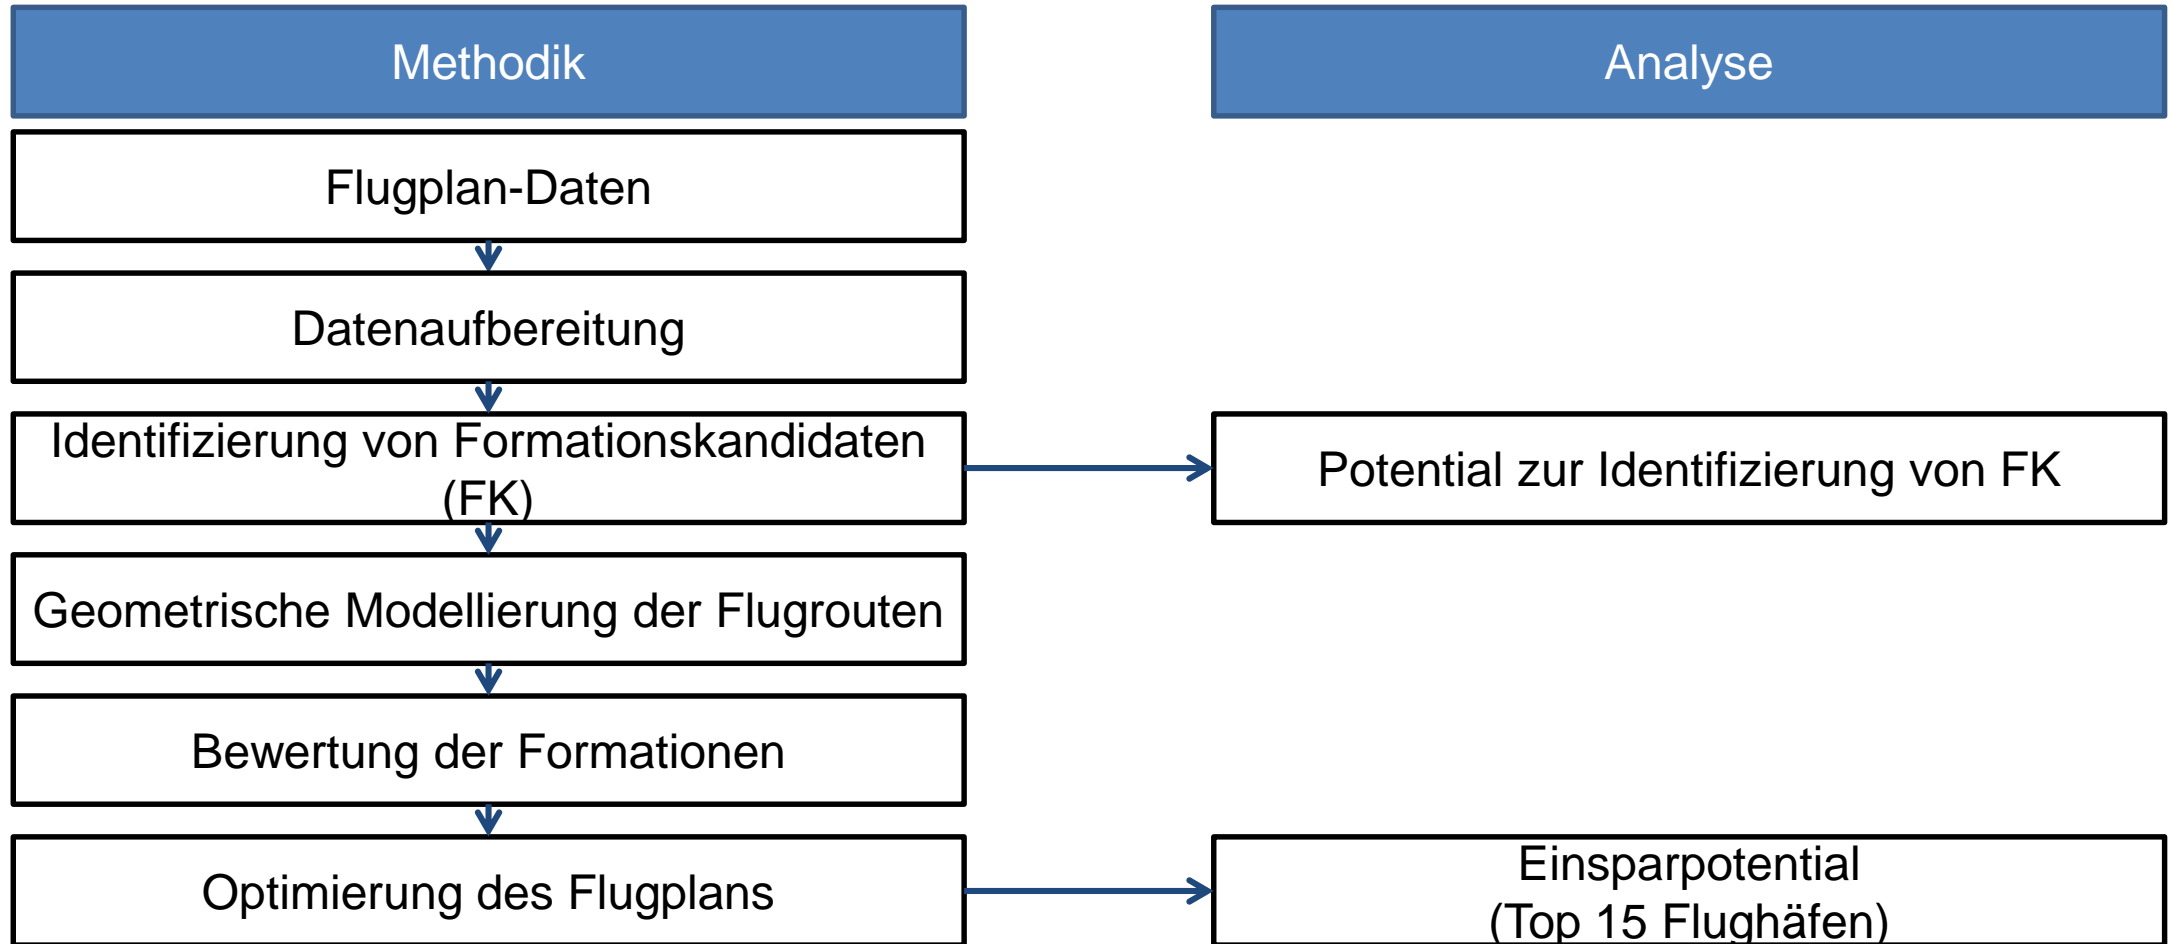 Methodik
Analyse
Flugplan-Daten
Datenaufbereitung
Identifizierung von Formationskandidaten
(FK)
Potential zur Identifizierung von FK
Geometrische Modellierung der Flugrouten
Bewertung der Formationen
Optimierung des Flugplans
Einsparpotential
(Top 15 Flughäfen)